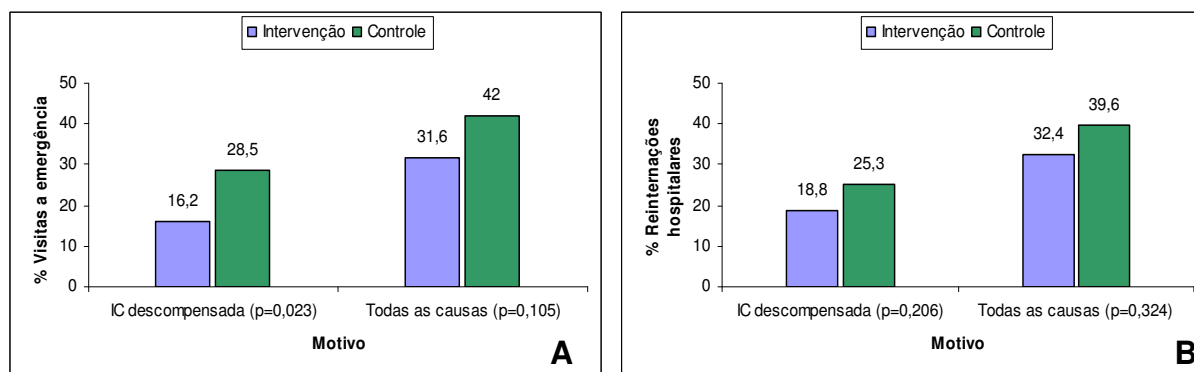 Intervenção Controle
% Visitas a emergência
50
40
30
20
10
0
16,2
28,5
31,6
42
IC descompensada (p=0,023)
Todas as causas (p=0,105)
Motivo
A
Intervenção Controle
% Reinternações
hospitalares
50
40
30
20
10
0
18,8
25,3
32,4
39,6
IC descompensada (p=0,206)
Todas as causas (p=0,324)
Motivo
B